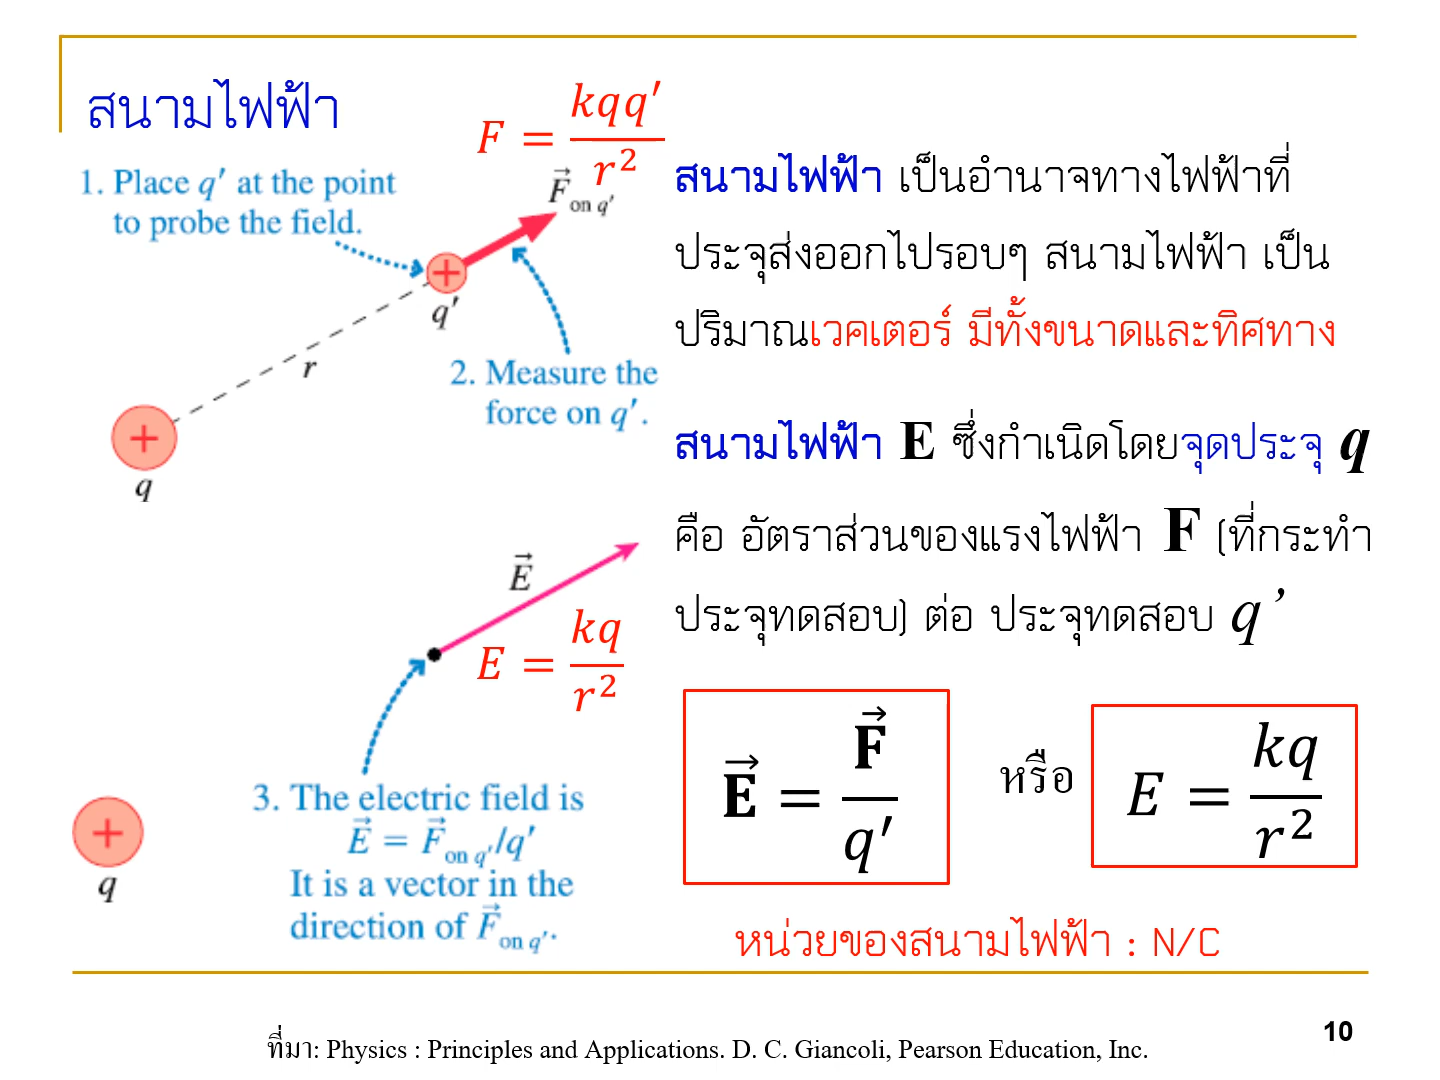 สนามไฟฟ้า
F = kqq′/r²
1. Place q′ at the point
to probe the field.
F⃗ on q′
q′
r
2. Measure the
force on q′.
q
สนามไฟฟ้า เป็นอำนาจทางไฟฟ้าที่
ประจุส่งออกไปรอบๆ สนามไฟฟ้า เป็น
ปริมาณเวคเตอร์ มีทั้งขนาดและทิศทาง
สนามไฟฟ้า E ซึ่งกำเนิดโดยจุดประจุ q
คือ อัตราส่วนของแรงไฟฟ้า F (ที่กระทำ
ประจุทดสอบ) ต่อ ประจุทดสอบ q’
E⃗
E = kq/r²
3. The electric field is
E⃗ = F⃗ on q′/q′
It is a vector in the
direction of F⃗ on q′.
q
E⃗ = F⃗/q′ หรือ E = kq/r²
หน่วยของสนามไฟฟ้า : N/C
ที่มา: Physics : Principles and Applications. D. C. Giancoli, Pearson Education, Inc.
10